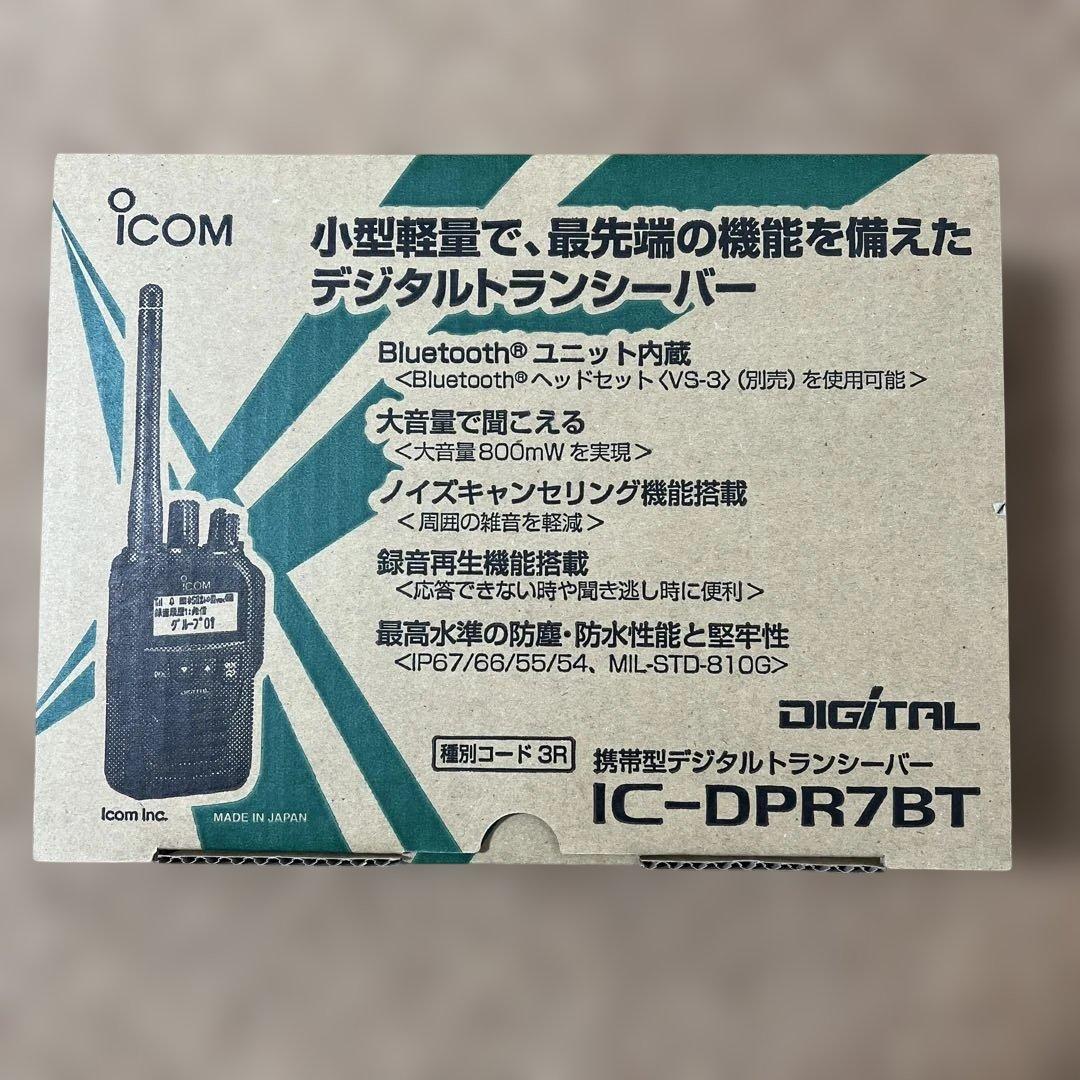 ICOM
小型軽量で、最先端の機能を備えた
デジタルトランシーバー
Bluetooth® ユニット内蔵
<Bluetooth® ヘッドセット〈VS-3〉(別売)を使用可能>
大音量で聞こえる
<大音量800mWを実現>
ノイズキャンセリング機能搭載
<周囲の雑音を軽減>
録音再生機能搭載
<応答できない時や聞き逃し時に便利>
最高水準の防塵・防水性能と堅牢性
<IP67/66/55/54、MIL-STD-810G>
ICOM
グループ01
DIGITAL
DIGITAL
種別コード 3R
携帯型デジタルトランシーバー
IC-DPR7BT
Icom Inc.
MADE IN JAPAN